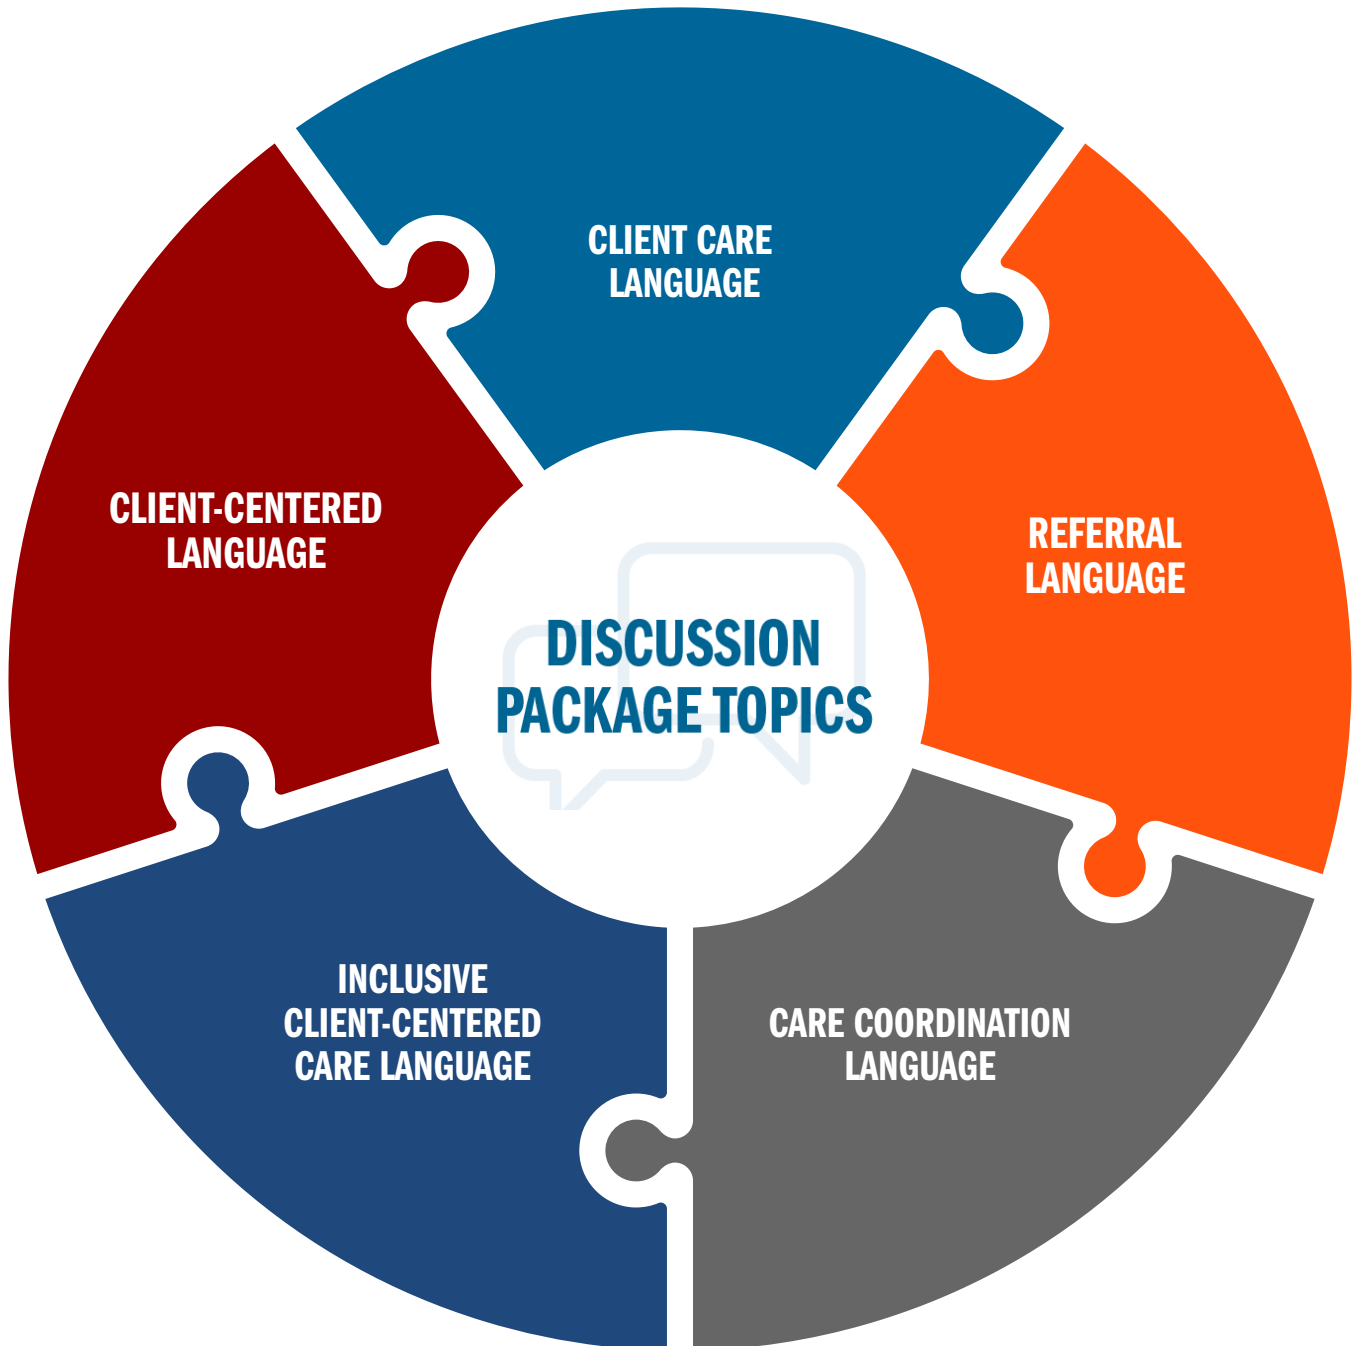 CLIENT CARE
LANGUAGE
CLIENT-CENTERED
LANGUAGE
REFERRAL
LANGUAGE
DISCUSSION
PACKAGE TOPICS
INCLUSIVE
CLIENT-CENTERED
CARE LANGUAGE
CARE COORDINATION
LANGUAGE